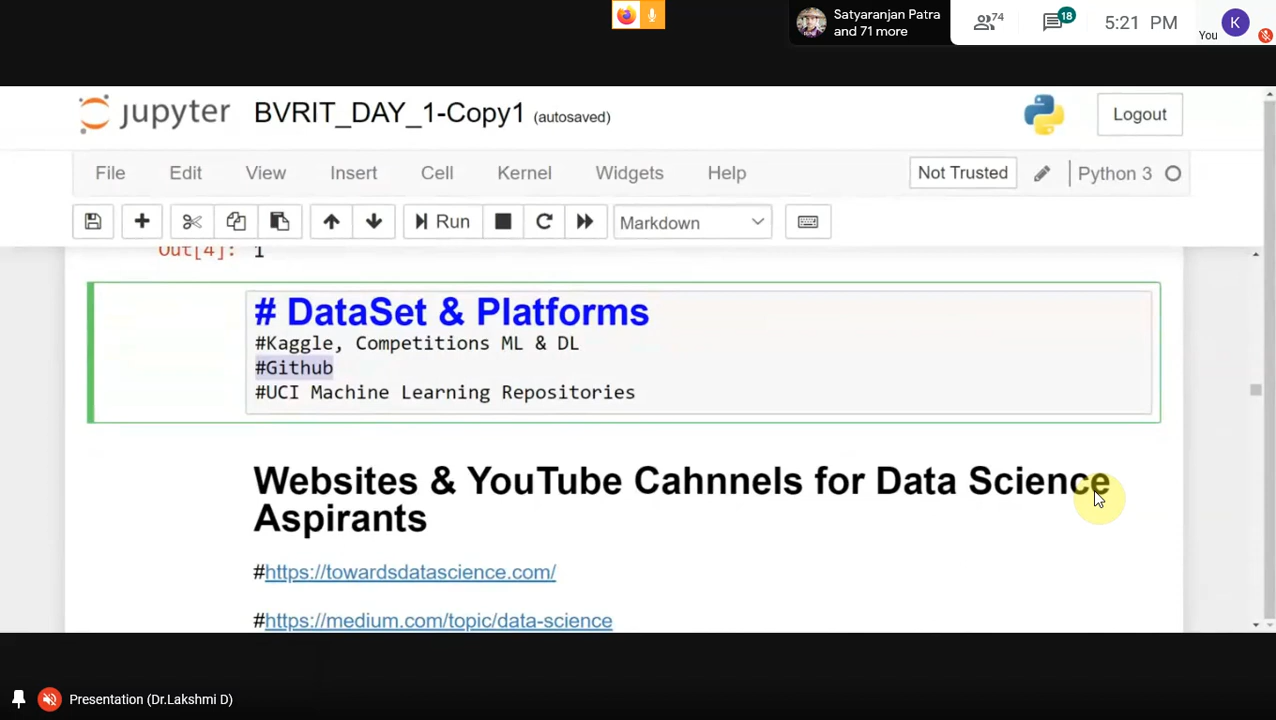 Satyaranjan Patra
and 71 more
74
18
5:21 PM
You
K
jupyter
BVRIT_DAY_1-Copy1 (autosaved)
Logout
File Edit View Insert Cell Kernel Widgets Help
Not Trusted
Python 3
Run
Markdown
Out[4]: 1
# DataSet & Platforms
#Kaggle, Competitions ML & DL
#Github
#UCI Machine Learning Repositories
Websites & YouTube Cahnnels for Data Science
Aspirants
#https://towardsdatascience.com/
#https://medium.com/topic/data-science
Presentation (Dr.Lakshmi D)